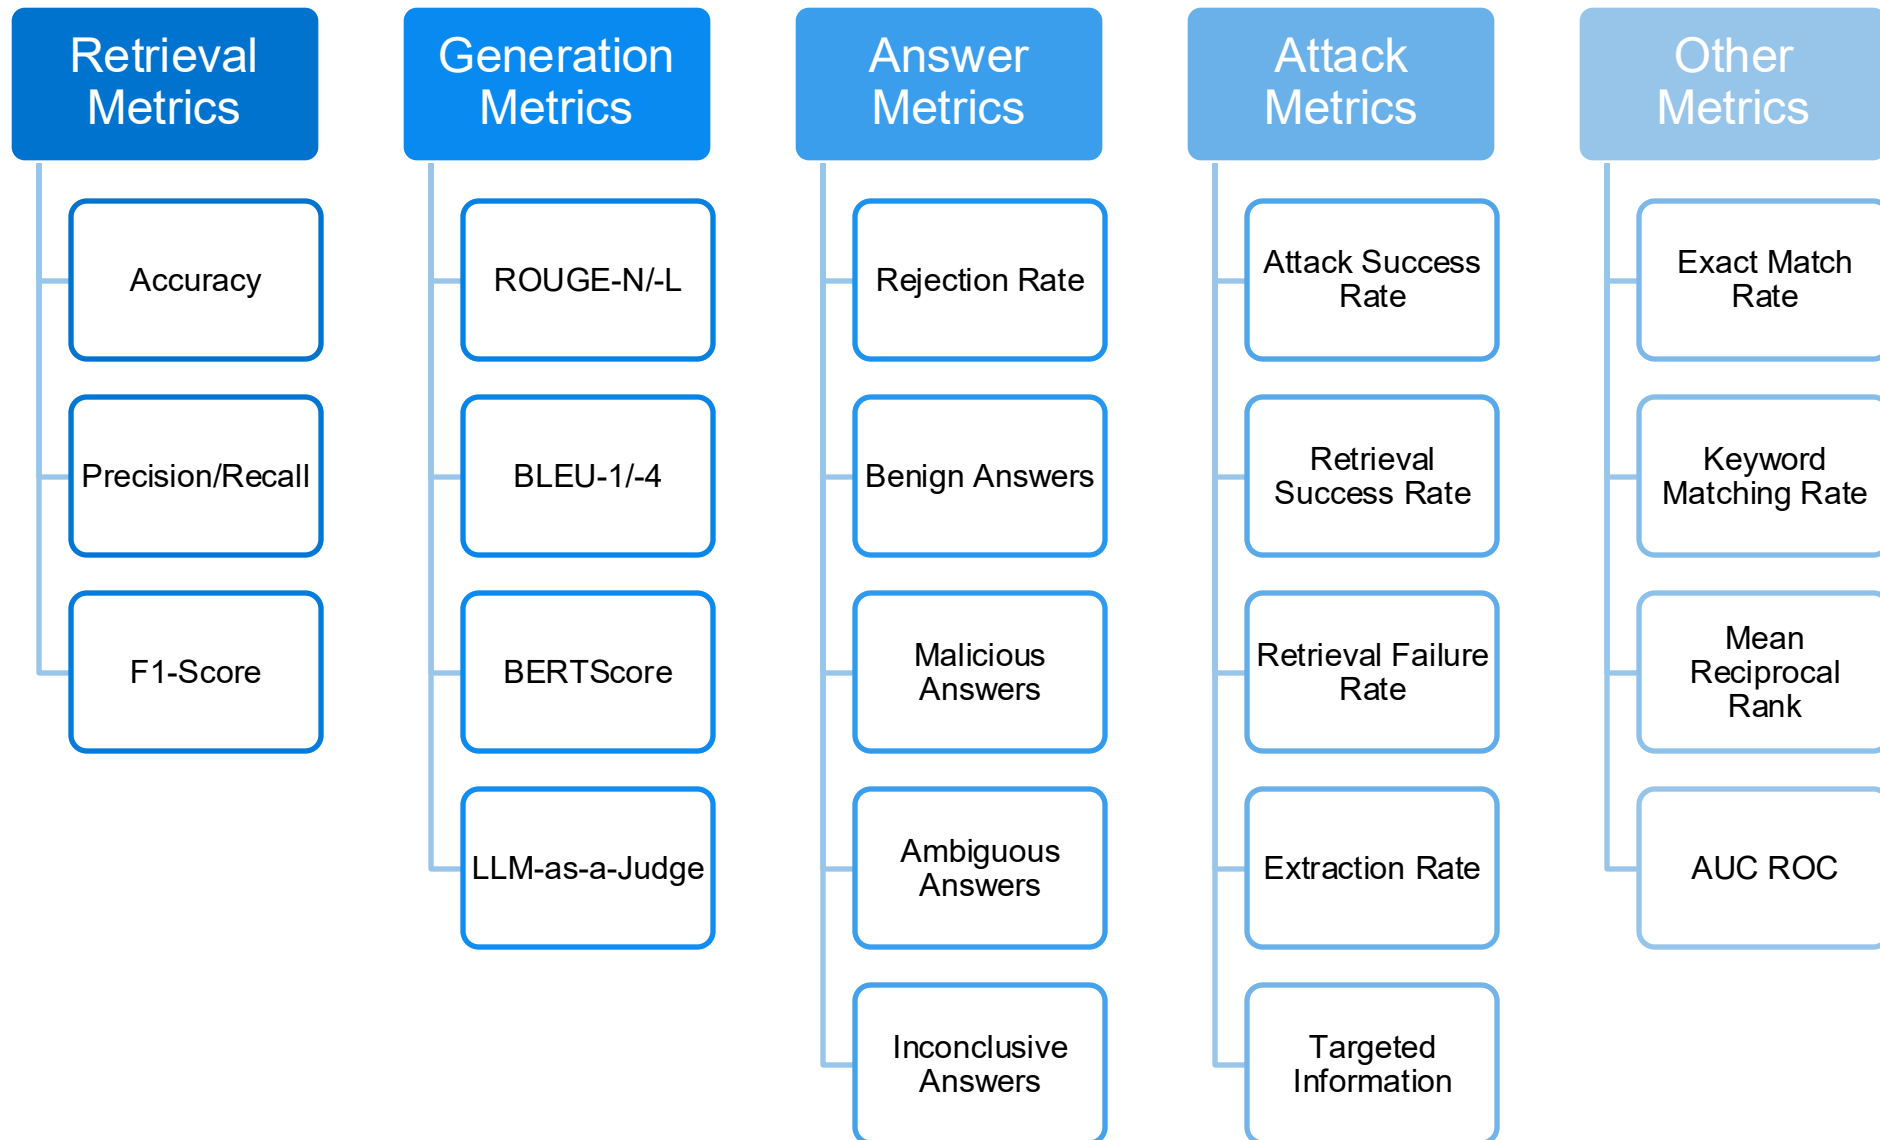 Retrieval
Metrics
Accuracy
Precision/Recall
F1-Score
Generation
Metrics
ROUGE-N/-L
BLEU-1/-4
BERTScore
LLM-as-a-Judge
Answer
Metrics
Rejection Rate
Benign Answers
Malicious
Answers
Ambiguous
Answers
Inconclusive
Answers
Attack
Metrics
Attack Success
Rate
Retrieval
Success Rate
Retrieval Failure
Rate
Extraction Rate
Targeted
Information
Other
Metrics
Exact Match
Rate
Keyword
Matching Rate
Mean
Reciprocal
Rank
AUC ROC